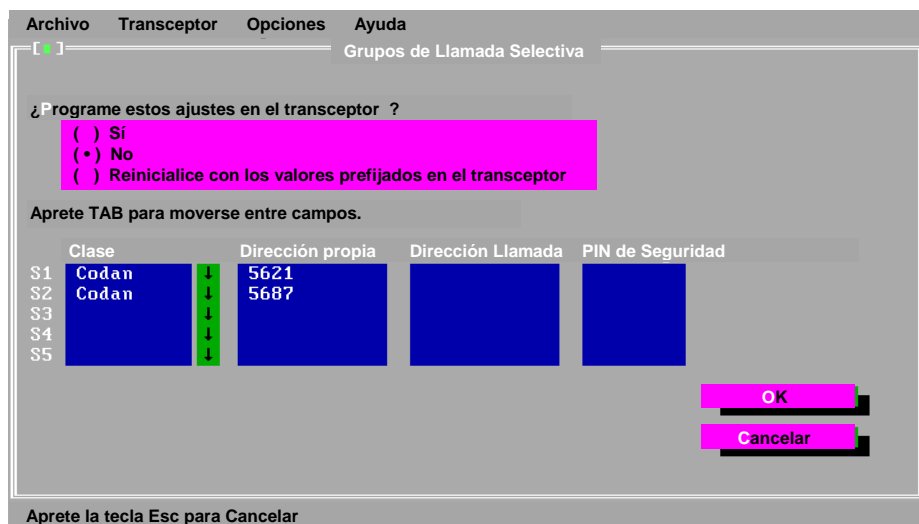 Archivo Transceptor Opciones Ayuda
[▪] Grupos de Llamada Selectiva
¿Programe estos ajustes en el transceptor ?
( ) Sí
(•) No
( ) Reinicialice con los valores prefijados en el transceptor
Aprete TAB para moverse entre campos.
Clase Dirección propia Dirección Llamada PIN de Seguridad
S1 Codan ↓ 5621
S2 Codan ↓ 5687
S3 ↓
S4 ↓
S5 ↓
OK
Cancelar
Aprete la tecla Esc para Cancelar